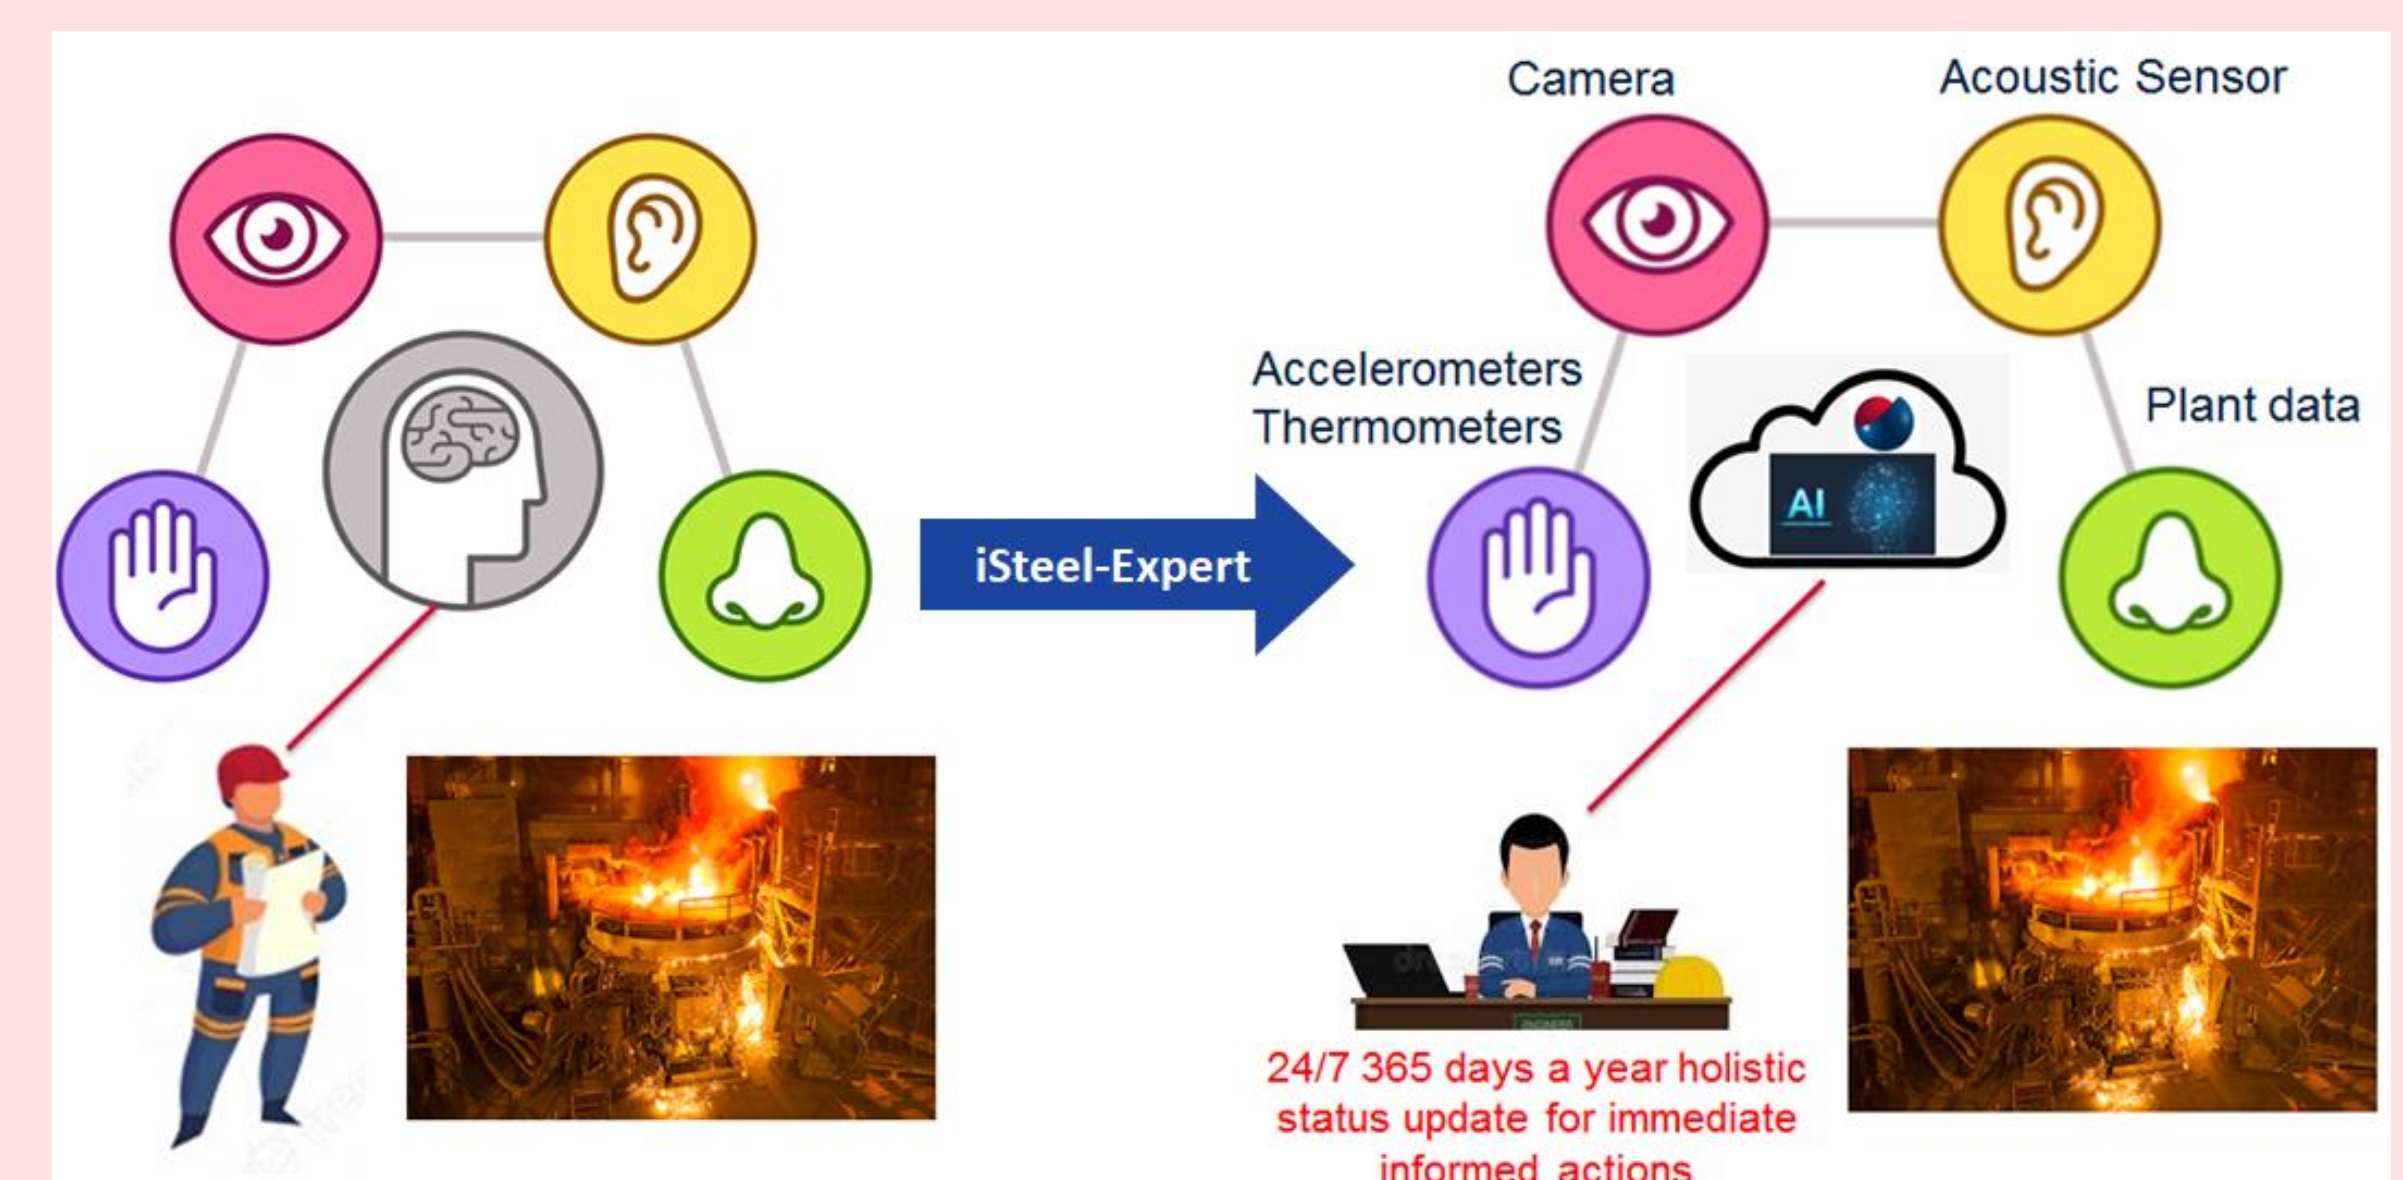 Camera
Acoustic Sensor
Accelerometers
Thermometers
Plant data
AI
iSteel-Expert
24/7 365 days a year holistic
status update for immediate
informed actions